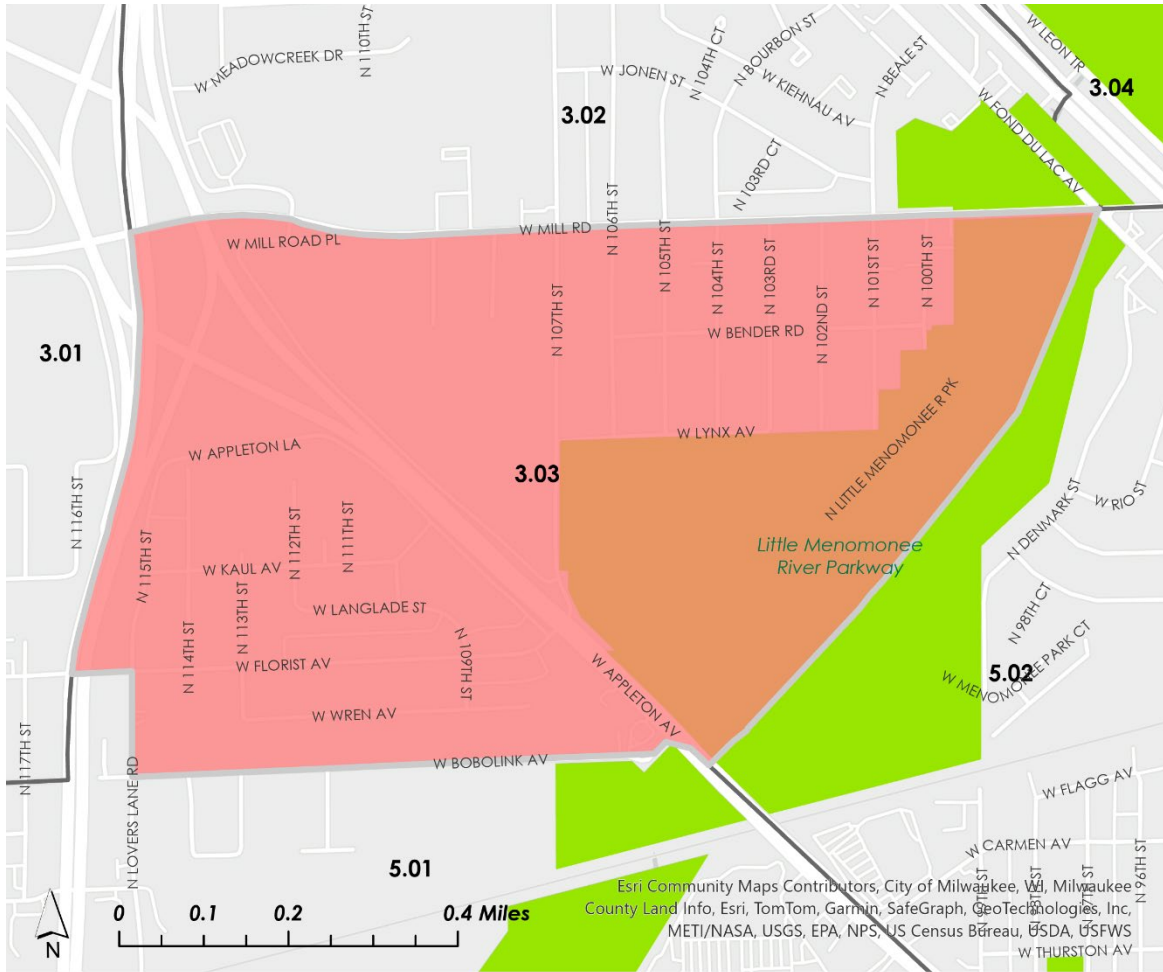 W LEON TR
3.04
W MEADOWCREEK DR
N 110TH ST
N 104TH CT
N BOURBON ST
W JONEN ST
W KIEHNAU AV
N BEALE ST
3.02
W FOND DU LAC AV
N 103RD CT
N 106TH ST
W MILL RD
W MILL ROAD PL
N 105TH ST
N 104TH ST
N 103RD ST
N 102ND ST
N 101ST ST
N 100TH ST
N 107TH ST
W BENDER RD
3.01
N LITTLE MENOMONEE R PK
W LYNX AV
W APPLETON LA
3.03
N 116TH ST
N 112TH ST
N 111TH ST
N 115TH ST
W RIO ST
N DENMARK ST
Little Menomonee
River Parkway
W KAUL AV
N 113TH ST
W LANGLADE ST
N 98TH CT
N 114TH ST
N 109TH ST
W FLORIST AV
W APPLETON AV
W MENOMONEE PARK CT
5.02
W WREN AV
N 117TH ST
W BOBOLINK AV
N LOVERS LANE RD
W FLAGG AV
W CARMEN AV
5.01
N 99TH ST
N 98TH ST
N 97TH ST
N 96TH ST
N
0 0.1 0.2 0.4 Miles
Esri Community Maps Contributors, City of Milwaukee, WI, Milwaukee
County Land Info, Esri, TomTom, Garmin, SafeGraph, GeoTechnologies, Inc,
METI/NASA, USGS, EPA, NPS, US Census Bureau, USDA, USFWS
W THURSTON AV